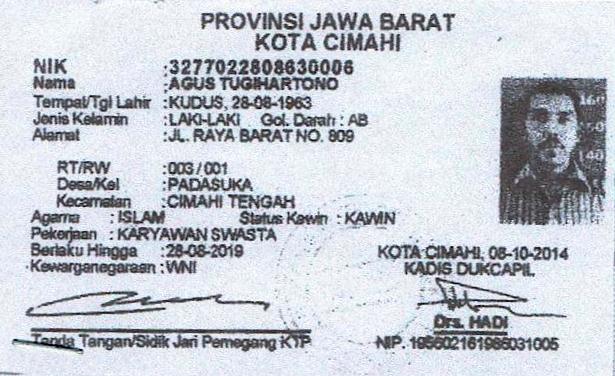 PROVINSI JAWA BARAT
KOTA CIMAHI
NIK :3277022808630006
Nama :AGUS TUGIHARTONO
Tempat/Tgl Lahir :KUDUS, 28-08-1963
Jenis Kelamin :LAKI-LAKI Gol. Darah : AB
Alamat :JL. RAYA BARAT NO. 809
RT/RW :003 / 001
Desa/Kel :PADASUKA
Kecamatan :CIMAHI TENGAH
Agama : ISLAM Status Kawin : KAWIN
Pekerjaan : KARYAWAN SWASTA
Berlaku Hingga :28-08-2019
Kewarganegaraan :WNI
KOTA CIMAHI, 08-10-2014
KADIS DUKCAPIL
Drs. HADI
NIP. 195502161985031005
Tanda Tangan/Sidik Jari Pemegang KTP
160
140